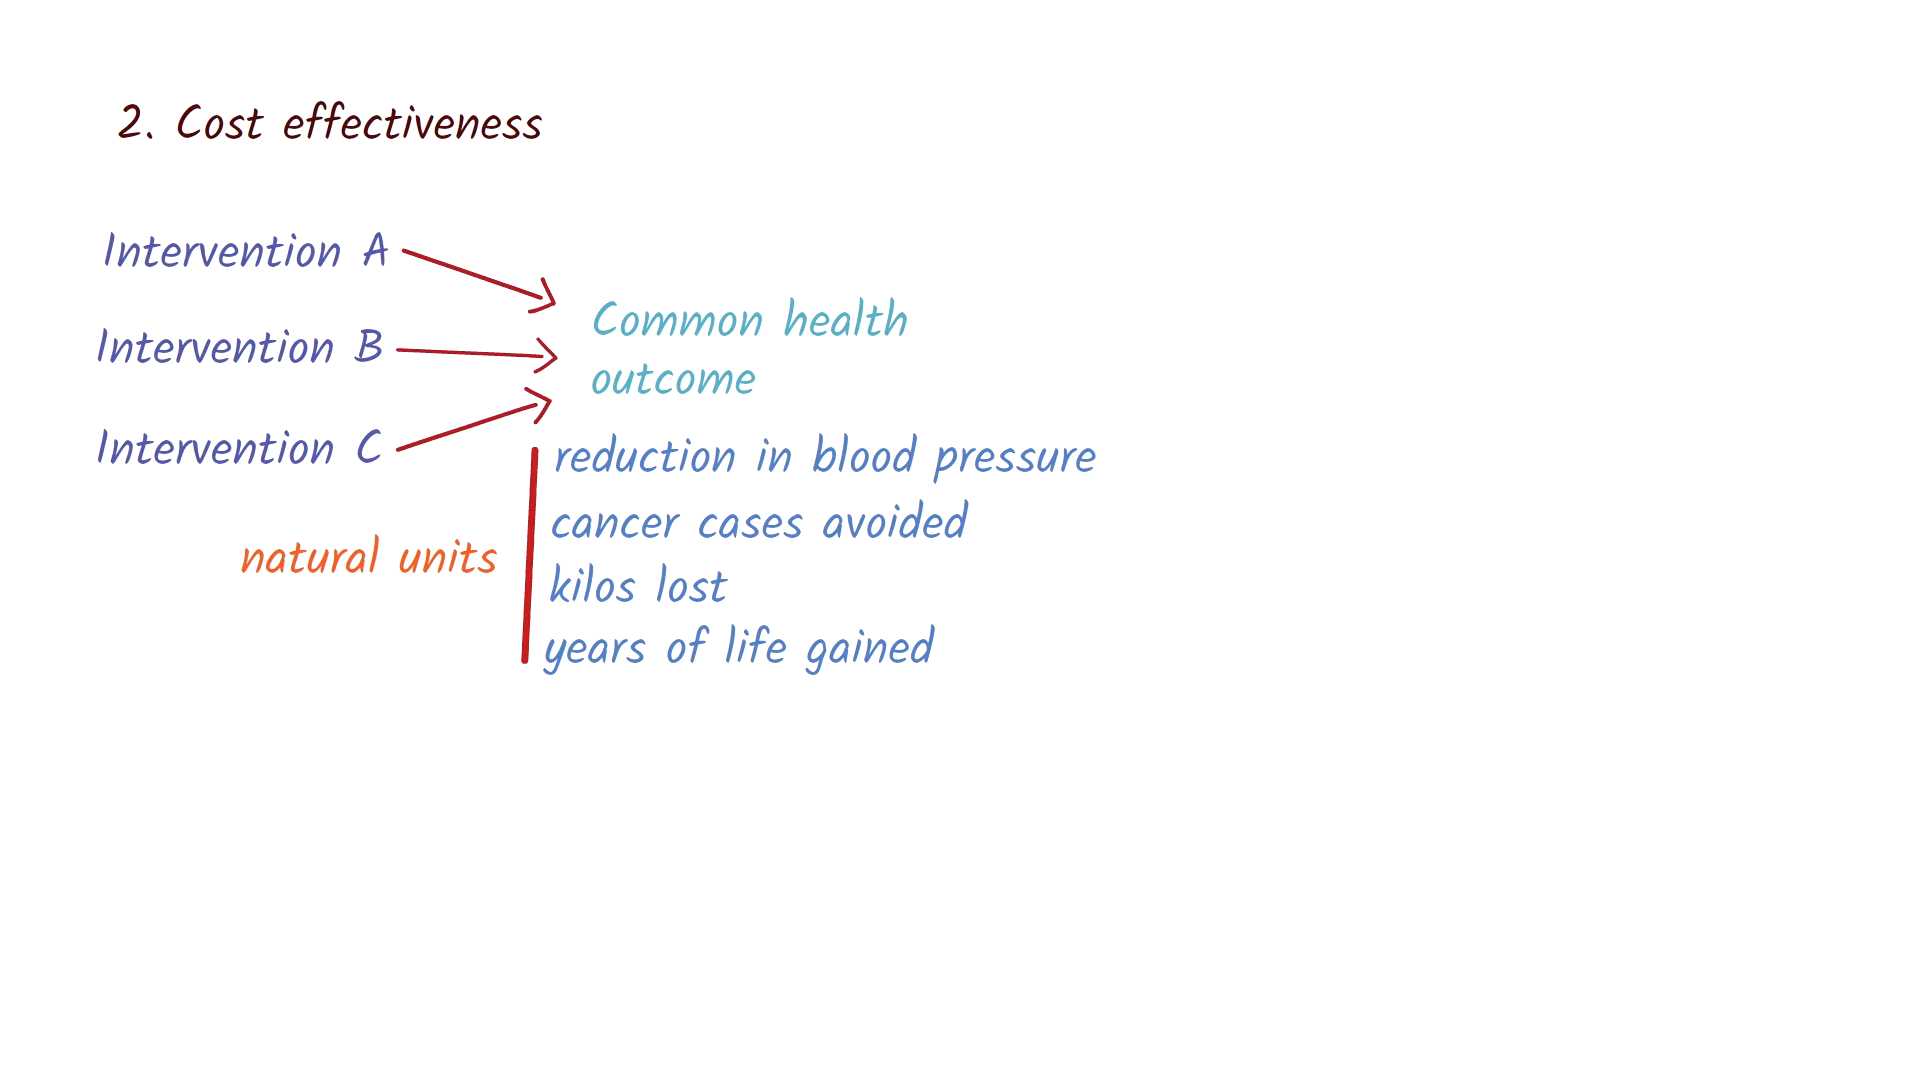 2. Cost effectiveness
Intervention A
Intervention B
Intervention C
Common health
outcome
natural units
reduction in blood pressure
cancer cases avoided
kilos lost
years of life gained